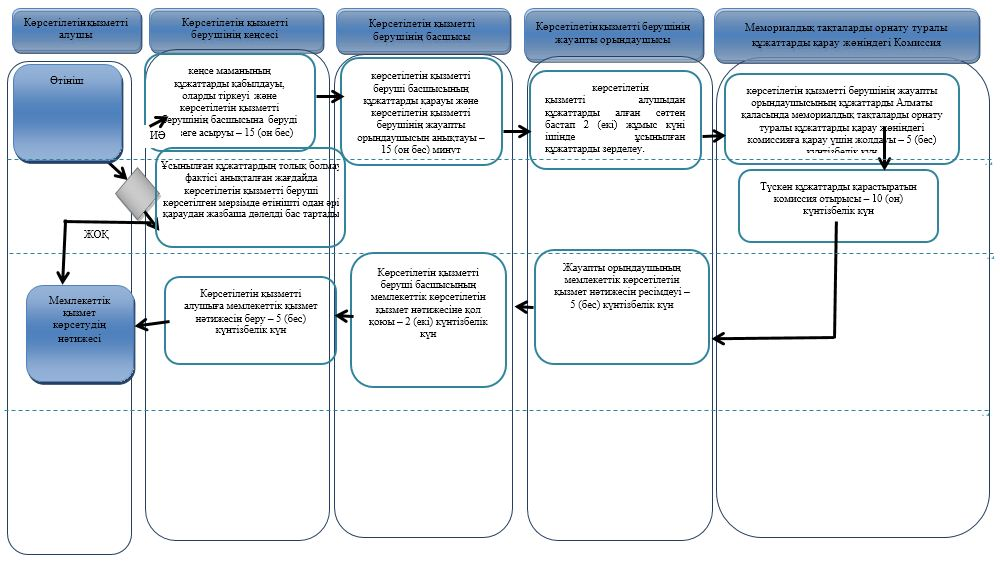 Көрсетілетін қызметті
алушы
Көрсетілетін қызметті
берушінің кеңсесі
Көрсетілетін қызметті
берушінің басшысы
Көрсетілетін қызметті берушінің
жауапты орындаушысы
Мемориалдық тақталарды орнату туралы
құжаттарды қарау жөніндегі Комиссия
Өтініш
кеңсе маманының
құжаттарды қабылдауы,
оларды тіркеуі және
көрсетілетін қызметті
берушінің басшысына беруді
асыруы – 15 (он бес)
ИӘ
көрсетілетін қызметті
беруші басшысының
құжаттарды қарауы және
көрсетілетін қызметті
берушінің жауапты
орындаушысын анықтауы –
15 (он бес) минут
көрсетілетін
қызметті алушыдан
құжаттарды алған сәттен
бастап 2 (екі) жұмыс күні
ішінде ұсынылған
құжаттарды зерделеу.
көрсетілетін қызметті берушінің жауапты
орындаушысының құжаттарды Алматы
қаласында мемориалдық тақталарды орнату
туралы құжаттарды қарау жөніндегі
комиссияға қарау үшін жолдауы – 5 (бес)
күнтізбелік күн
Ұсынылған құжаттардың толық болмау
фактісі анықталған жағдайда
көрсетілетін қызметті беруші
көрсетілген мерзімде өтінішті одан әрі
қараудан жазбаша дәлелді бас тартады
Түскен құжаттарды қарастыратын
комиссия отырысы – 10 (он)
күнтізбелік күн
ЖОҚ
Мемлекеттік
қызмет
көрсетудің
нәтижесі
Көрсетілетін қызметті
алушыға мемлекеттік қызмет
нәтижесін беру – 5 (бес)
күнтізбелік күн
Көрсетілетін қызметті
беруші басшысының
мемлекеттік көрсетілетін
қызмет нәтижесіне қол
қоюы – 2 (екі) күнтізбелік
күн
Жауапты орындаушының
мемлекеттік көрсетілетін
қызмет нәтижесін ресімдеуі –
5 (бес) күнтізбелік күн